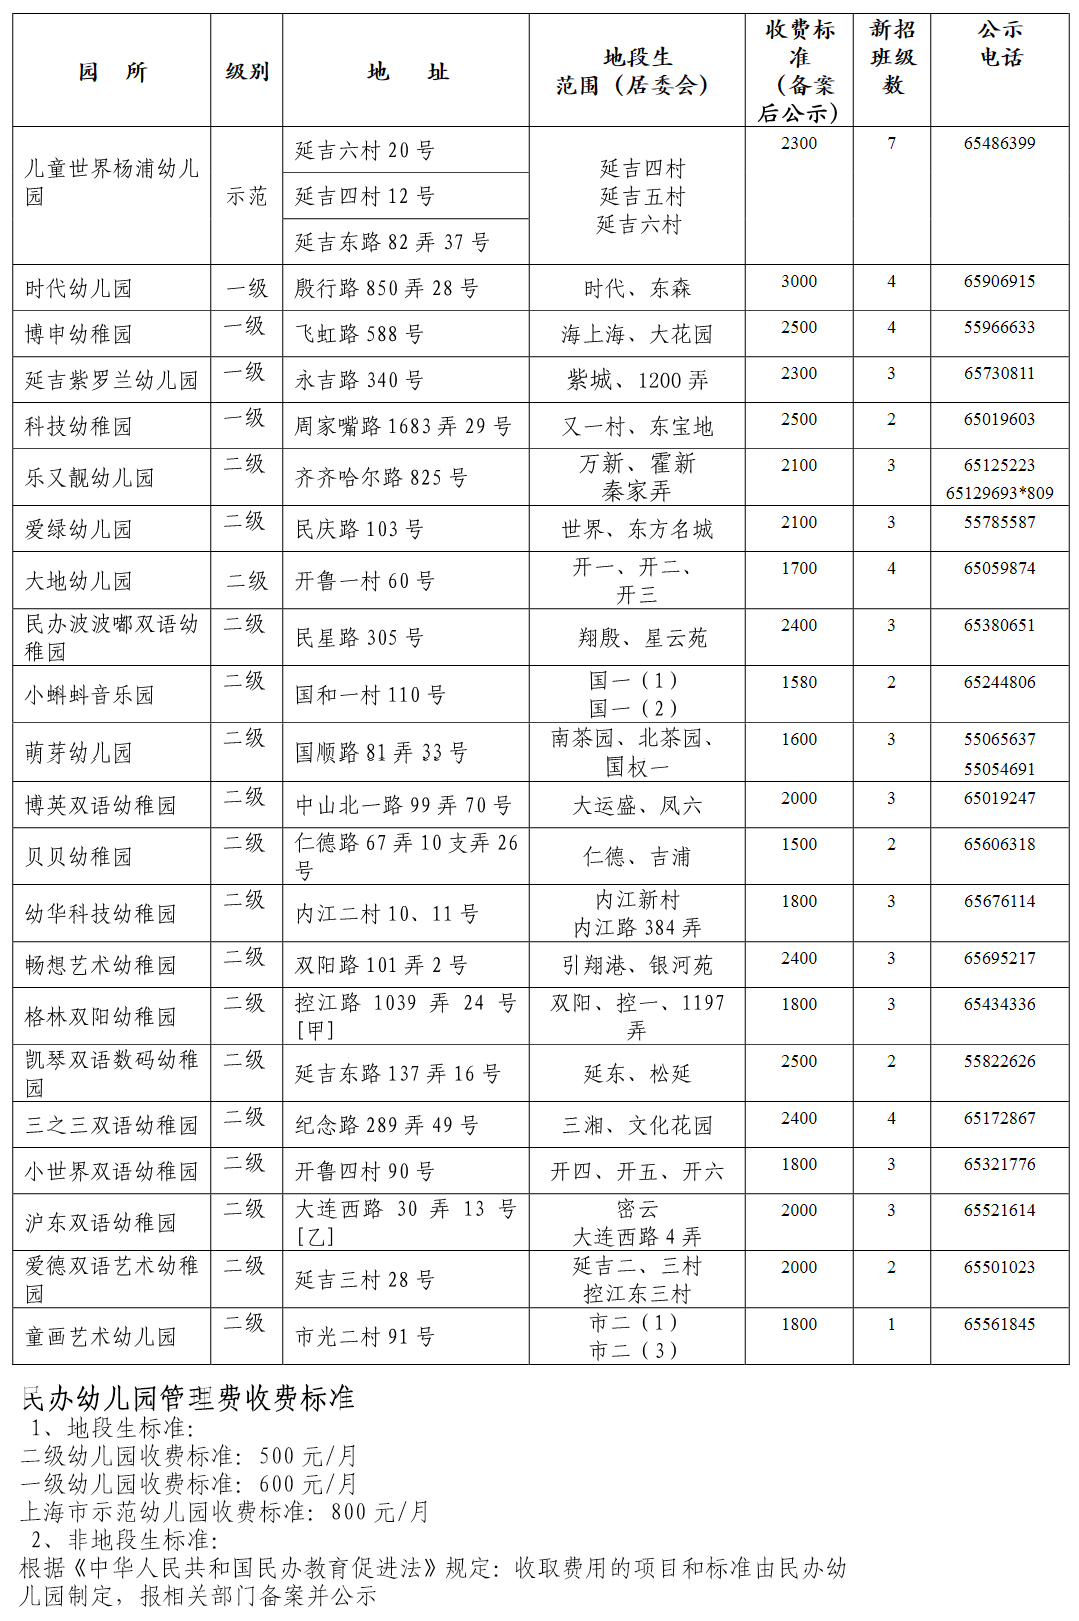 园 所 级别 地 址 地段生范围（居委会） 收费标准（备案后公示） 新招班级数 公示电话
儿童世界杨浦幼儿园 示范 延吉六村 20 号 延吉四村 2300 7 65486399
延吉四村 12 号 延吉五村
延吉东路 82 弄 37 号 延吉六村
时代幼儿园 一级 殷行路 850 弄 28 号 时代、东森 3000 4 65906915
博申幼稚园 一级 飞虹路 588 号 海上海、大花园 2500 4 55966633
延吉紫罗兰幼儿园 一级 永吉路 340 号 紫城、1200 弄 2300 3 65730811
科技幼稚园 一级 周家嘴路 1683 弄 29 号 又一村、东宝地 2500 2 65019603
乐又靓幼儿园 二级 齐齐哈尔路 825 号 万新、霍新 秦家弄 2100 3 65125223 65129693*809
爱绿幼儿园 二级 民庆路 103 号 世界、东方名城 2100 3 55785587
大地幼儿园 二级 开鲁一村 60 号 开一、开二、开三 1700 4 65059874
民办波波嘟双语幼稚园 二级 民星路 305 号 翔殷、星云苑 2400 3 65380651
小蝌蚪音乐园 二级 国和一村 110 号 国一（1） 国一（2） 1580 2 65244806
萌芽幼儿园 二级 国顺路 81 弄 33 号 南茶园、北茶园、国权一 1600 3 55065637 55054691
博英双语幼稚园 二级 中山北一路 99 弄 70 号 大运盛、凤六 2000 3 65019247
贝贝幼稚园 二级 仁德路 67 弄 10 支弄 26 号 仁德、吉浦 1500 2 65606318
幼华科技幼稚园 二级 内江二村 10、11 号 内江新村 内江路 384 弄 1800 3 65676114
畅想艺术幼稚园 二级 双阳路 101 弄 2 号 引翔港、银河苑 2400 3 65695217
格林双阳幼稚园 二级 控江路 1039 弄 24 号[甲] 双阳、控一、1197 弄 1800 3 65434336
凯琴双语数码幼稚园 二级 延吉东路 137 弄 16 号 延东、松延 2500 2 55822626
三之三双语幼稚园 二级 纪念路 289 弄 49 号 三湘、文化花园 2400 4 65172867
小世界双语幼稚园 二级 开鲁四村 90 号 开四、开五、开六 1800 3 65321776
沪东双语幼稚园 二级 大连西路 30 弄 13 号[乙] 密云 大连西路 4 弄 2000 3 65521614
爱德双语艺术幼稚园 二级 延吉三村 28 号 延吉二、三村 控江东三村 2000 2 65501023
童画艺术幼儿园 二级 市光二村 91 号 市二（1） 市二（3） 1800 1 65561845
民办幼儿园管理费收费标准
1、地段生标准：
二级幼儿园收费标准：500 元/月
一级幼儿园收费标准：600 元/月
上海市示范幼儿园收费标准：800 元/月
2、非地段生标准：
根据《中华人民共和国民办教育促进法》规定：收取费用的项目和标准由民办幼
儿园制定，报相关部门备案并公示